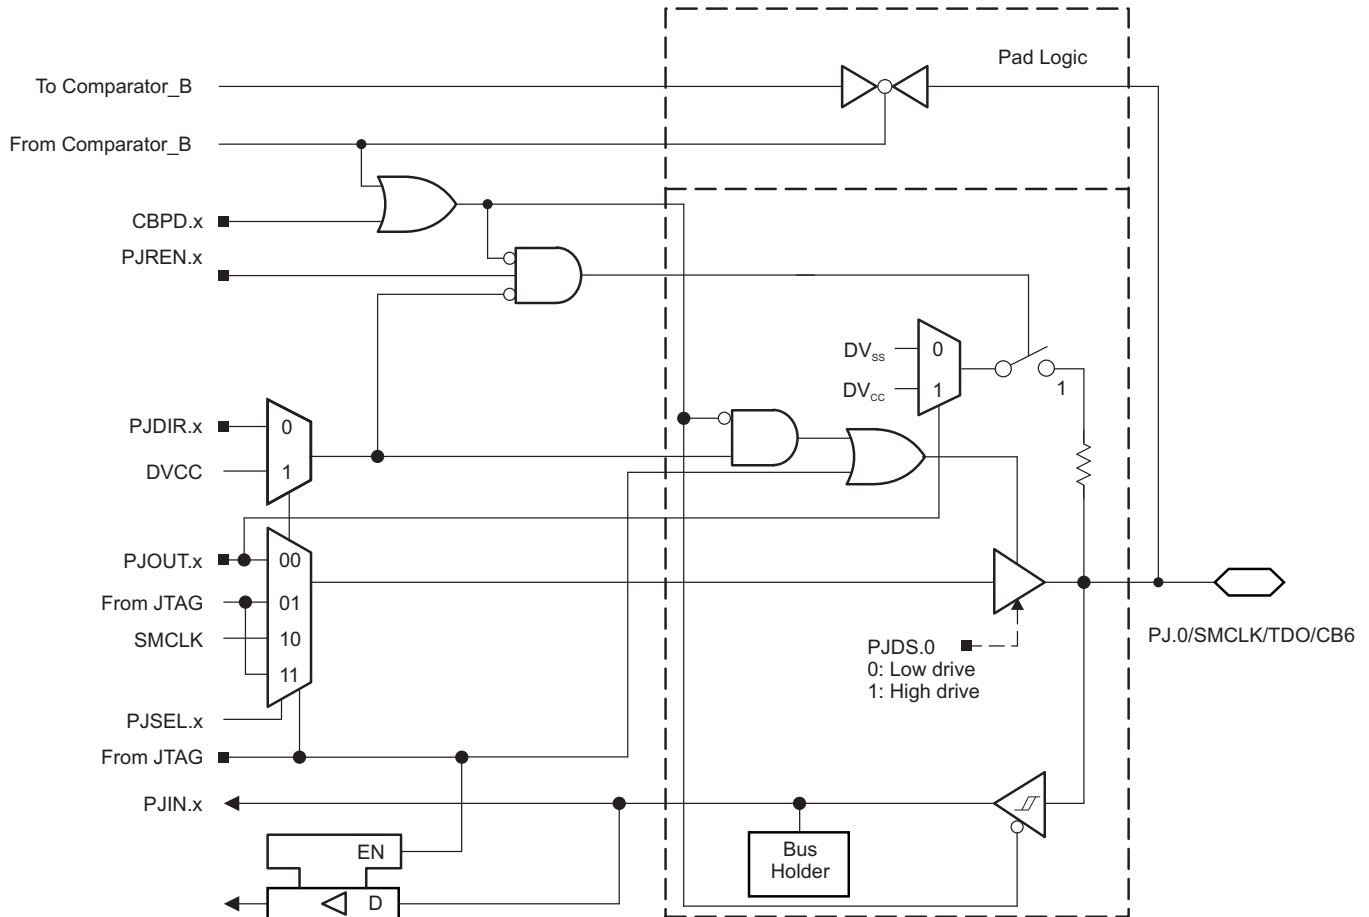 Pad Logic
To Comparator_B
From Comparator_B
CBPD.x
PJREN.x
DVSS
0
DVCC
1
1
PJDIR.x
0
DVCC
1
PJOUT.x
00
From JTAG
01
SMCLK
10
11
PJDS.0
0: Low drive
1: High drive
PJ.0/SMCLK/TDO/CB6
PJSEL.x
From JTAG
PJIN.x
EN
Bus
Holder
D